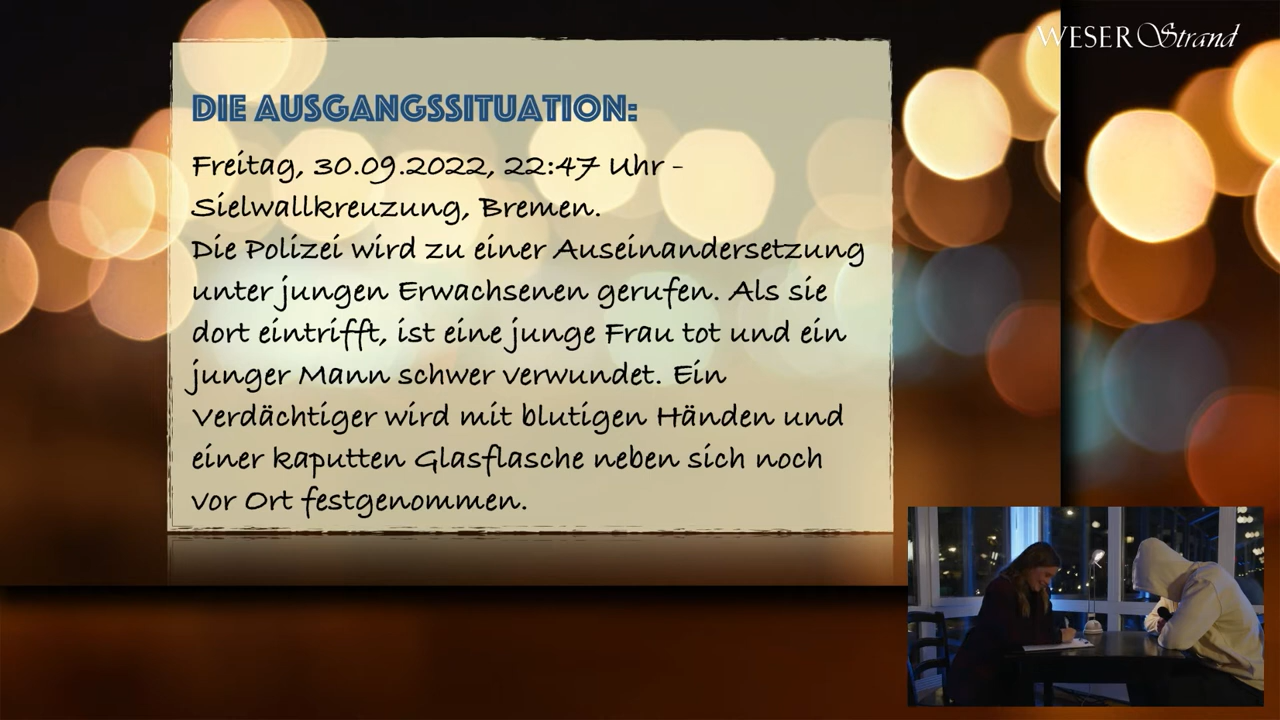 WESER Strand
DIE AUSGANGSSITUATION:
Freitag, 30.09.2022, 22:47 Uhr -
Sielwallkreuzung, Bremen.
Die Polizei wird zu einer Auseinandersetzung
unter jungen Erwachsenen gerufen. Als sie
dort eintrifft, ist eine junge Frau tot und ein
junger Mann schwer verwundet. Ein
Verdächtiger wird mit blutigen Händen und
einer kaputten Glasflasche neben sich noch
vor Ort festgenommen.